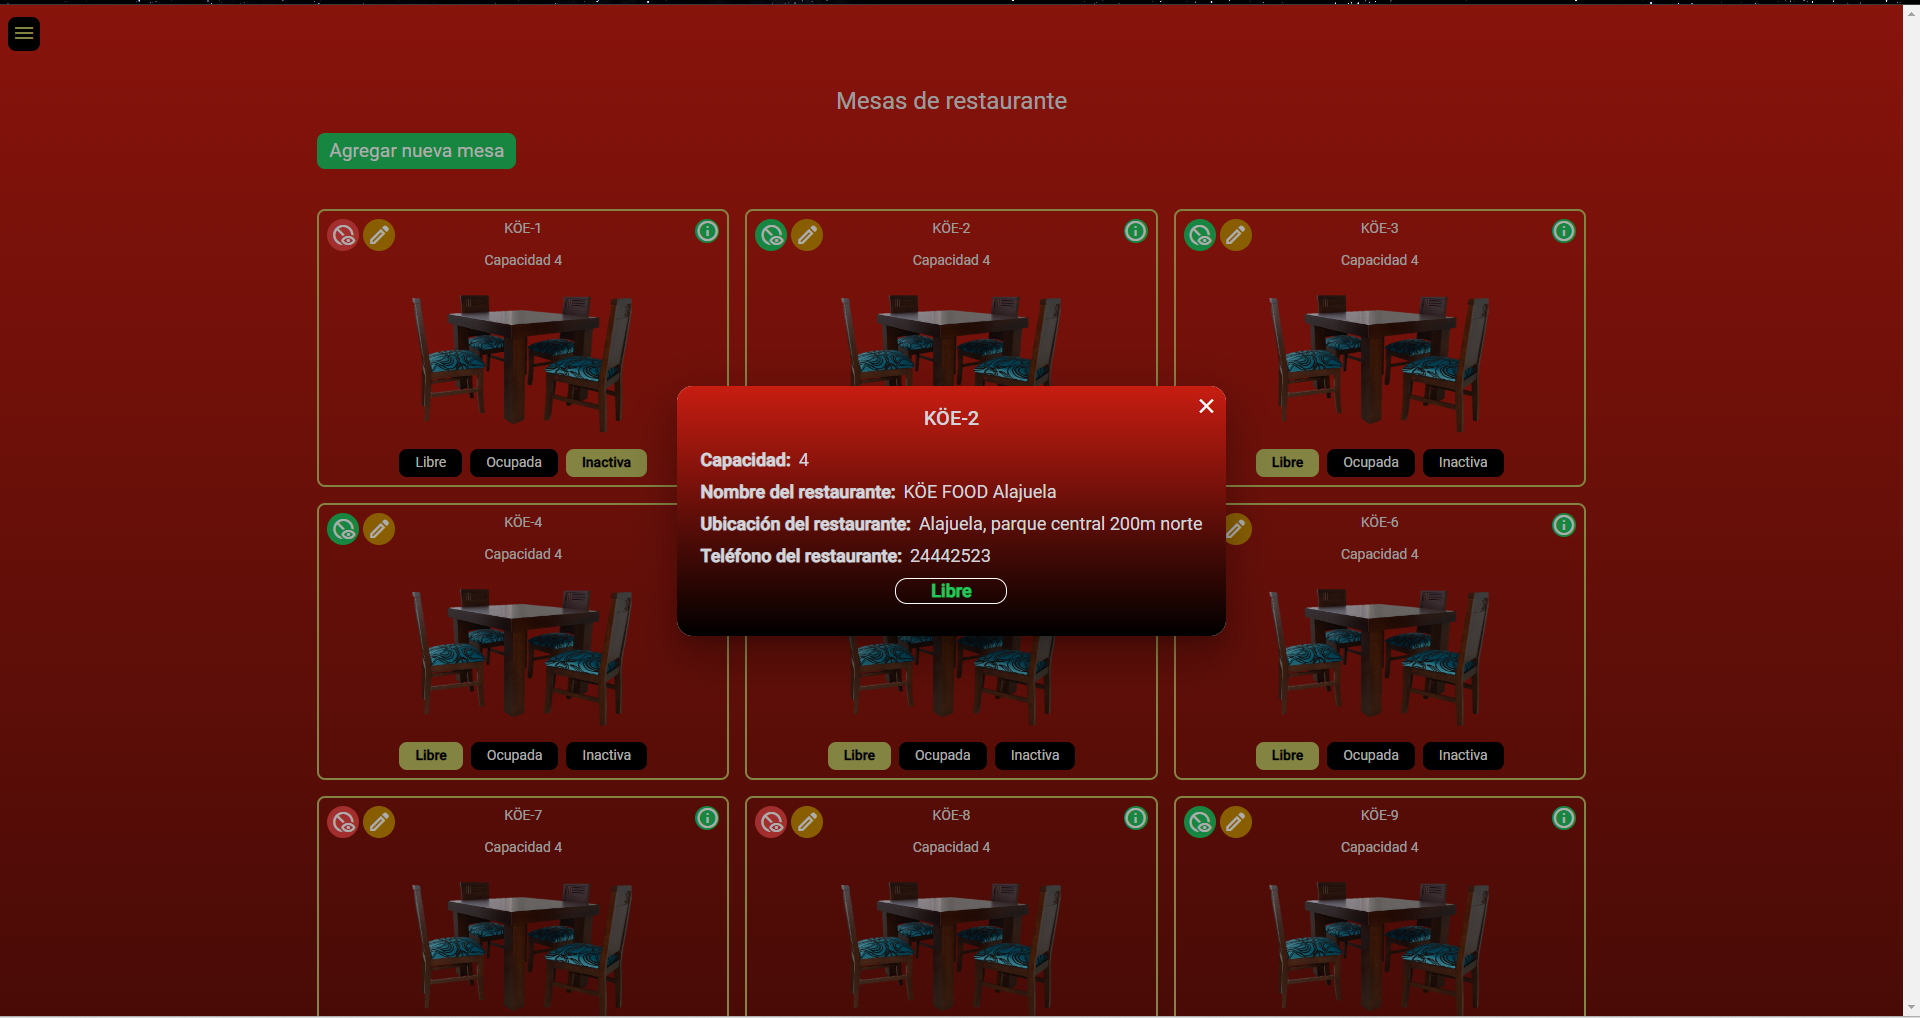 Mesas de restaurante
Agregar nueva mesa
KÖE-1
Capacidad 4
Libre Ocupada Inactiva
KÖE-2
Capacidad 4
KÖE-3
Capacidad 4
Libre Ocupada Inactiva
KÖE-2
Capacidad: 4
Nombre del restaurante: KÖE FOOD Alajuela
Ubicación del restaurante: Alajuela, parque central 200m norte
Teléfono del restaurante: 24442523
Libre
KÖE-4
Capacidad 4
Libre Ocupada Inactiva
Libre Ocupada Inactiva
KÖE-6
Capacidad 4
Libre Ocupada Inactiva
KÖE-7
Capacidad 4
KÖE-8
Capacidad 4
KÖE-9
Capacidad 4